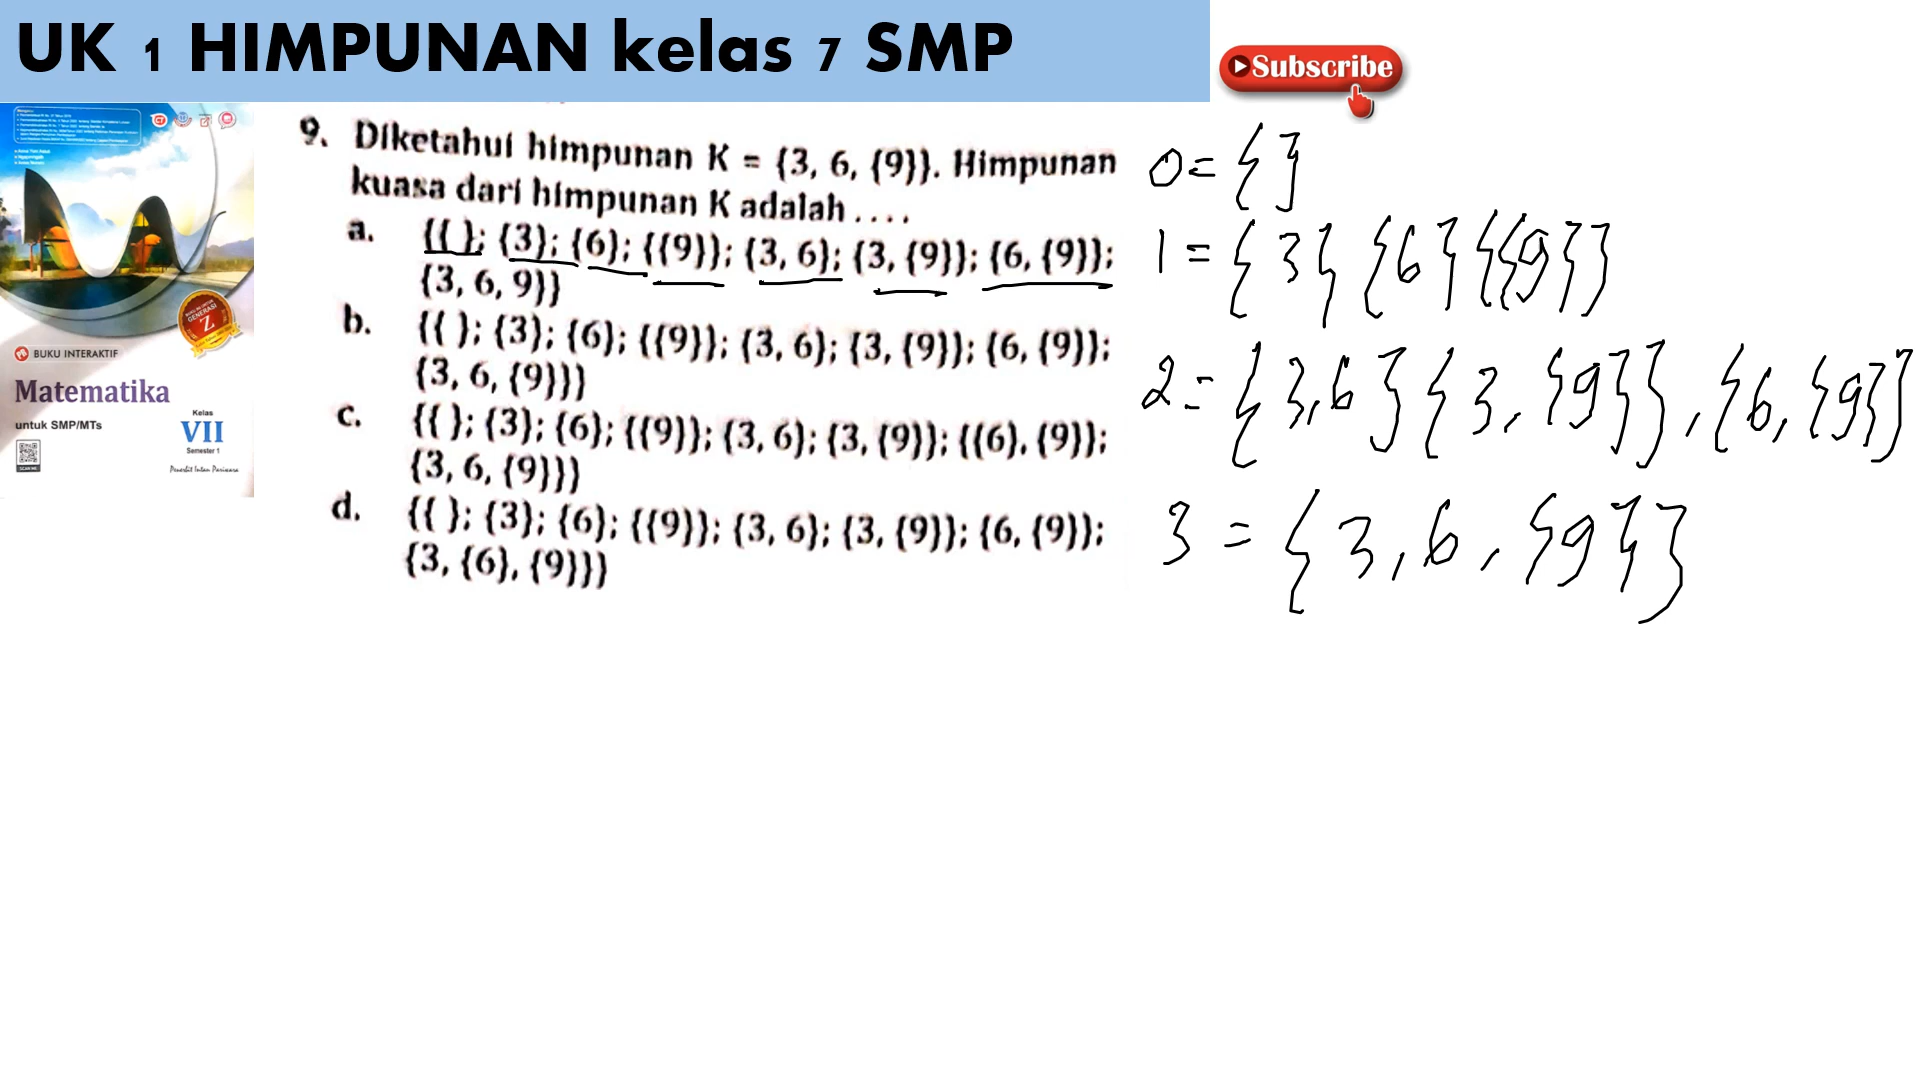 UK 1 HIMPUNAN kelas 7 SMP
Subscribe
BUKU INTERAKTIF
Matematika
untuk SMP/MTs
Kelas
VII
Semester 1
Penerbit Intan Pariwara
9. Diketahui himpunan K = {3, 6, {9}}. Himpunan
kuasa dari himpunan K adalah . . . .
a. {{ }; {3}; {6}; {{9}}; {3, 6}; {3, {9}}; {6, {9}};
{3, 6, 9}}
b. {{ }; {3}; {6}; {{9}}; {3, 6}; {3, {9}}; {6, {9}};
{3, 6, {9}}}
c. {{ }; {3}; {6}; {{9}}; {3, 6}; {3, {9}}; {{6}, {9}};
{3, 6, {9}}}
d. {{ }; {3}; {6}; {{9}}; {3, 6}; {3, {9}}; {6, {9}};
{3, {6}, {9}}}
0 = { }
1 = {3} {6} {{9}}
2 = {3,6} {3, {9}}, {6, {9}}
3 = {3, 6, {9}}